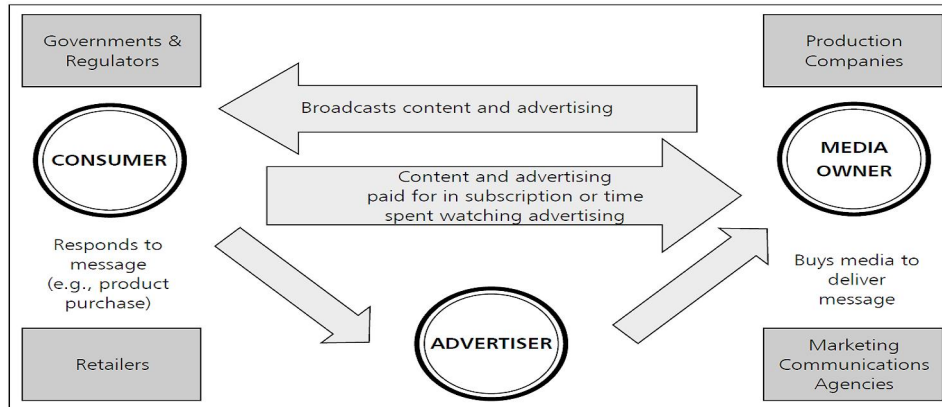 Governments &
Regulators
Production
Companies
Broadcasts content and advertising
CONSUMER
MEDIA
OWNER
Content and advertising
paid for in subscription or time
spent watching advertising
Responds to
message
(e.g., product
purchase)
Buys media to
deliver
message
ADVERTISER
Retailers
Marketing
Communications
Agencies